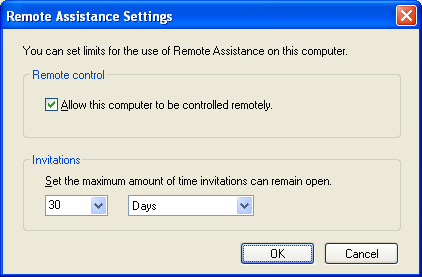 Remote Assistance Settings
You can set limits for the use of Remote Assistance on this computer.
Remote control
Allow this computer to be controlled remotely.
Invitations
Set the maximum amount of time invitations can remain open.
30 Days
OK Cancel